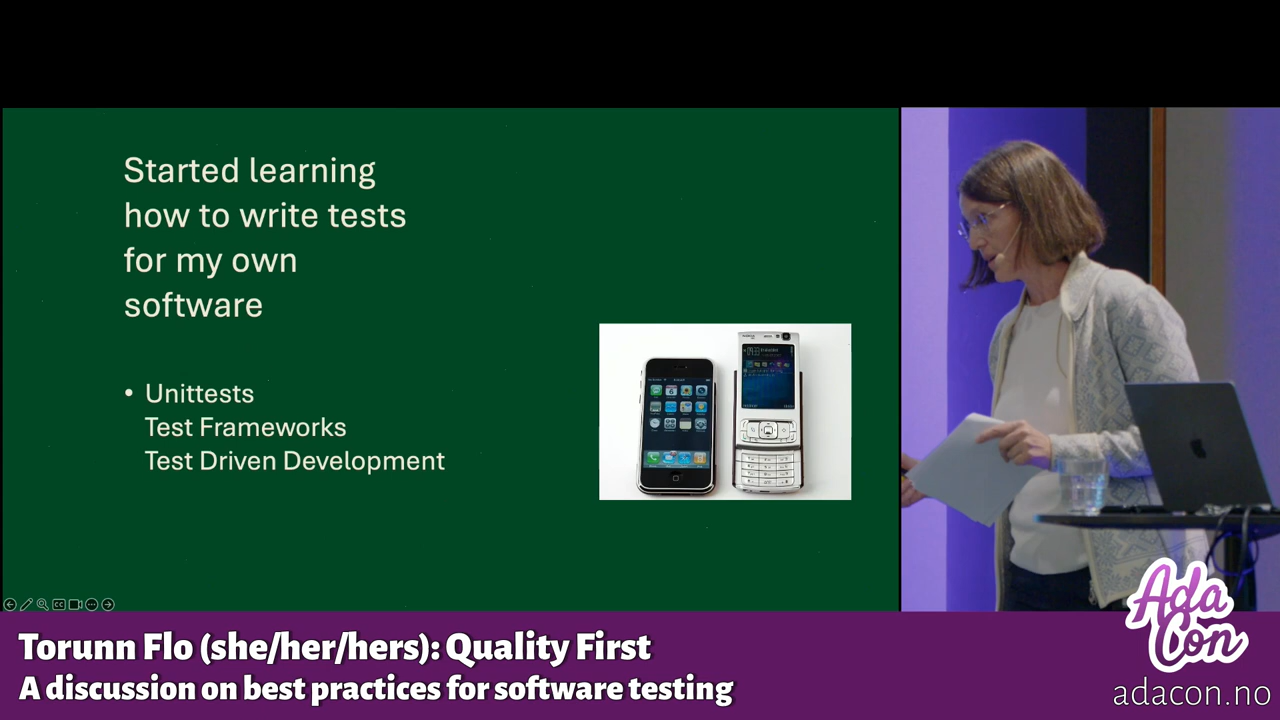 Started learning
how to write tests
for my own
software
• Unittests
Test Frameworks
Test Driven Development
Torunn Flo (she/her/hers): Quality First
A discussion on best practices for software testing
Ada
Con
adacon.no